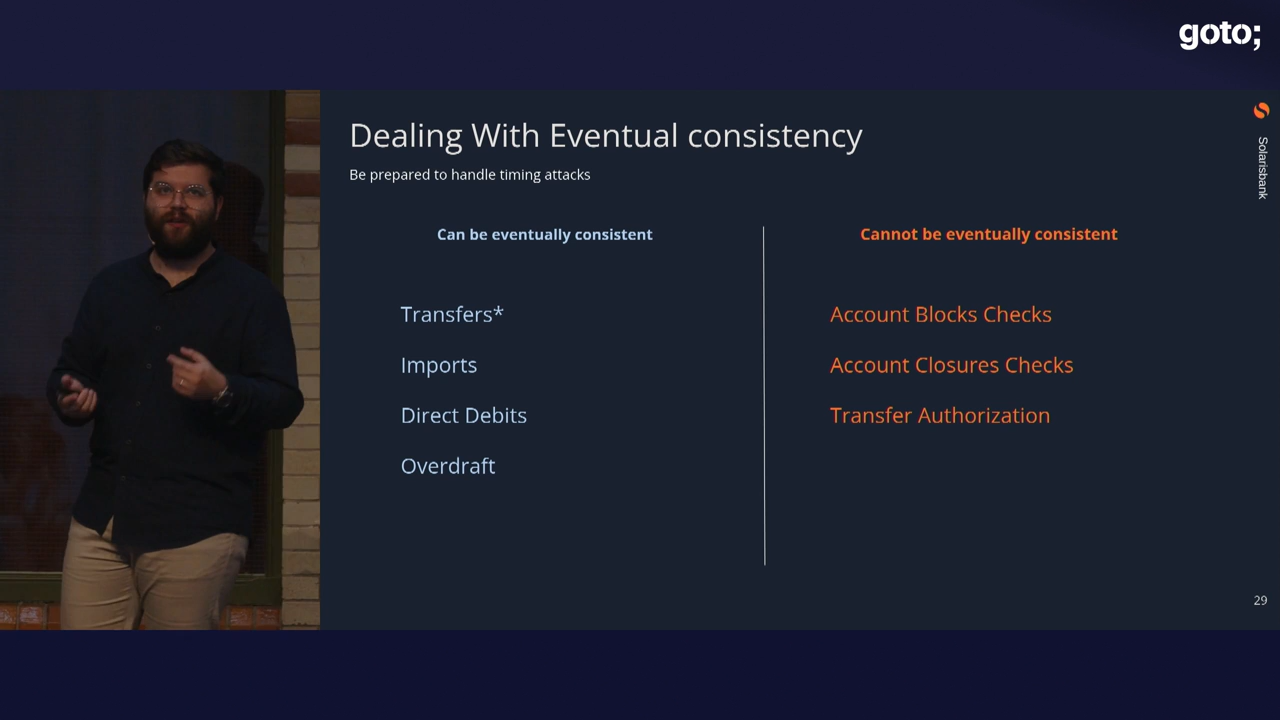 goto;
Dealing With Eventual consistency
Be prepared to handle timing attacks
Solarisbank
Can be eventually consistent
Transfers*
Imports
Direct Debits
Overdraft
Cannot be eventually consistent
Account Blocks Checks
Account Closures Checks
Transfer Authorization
29